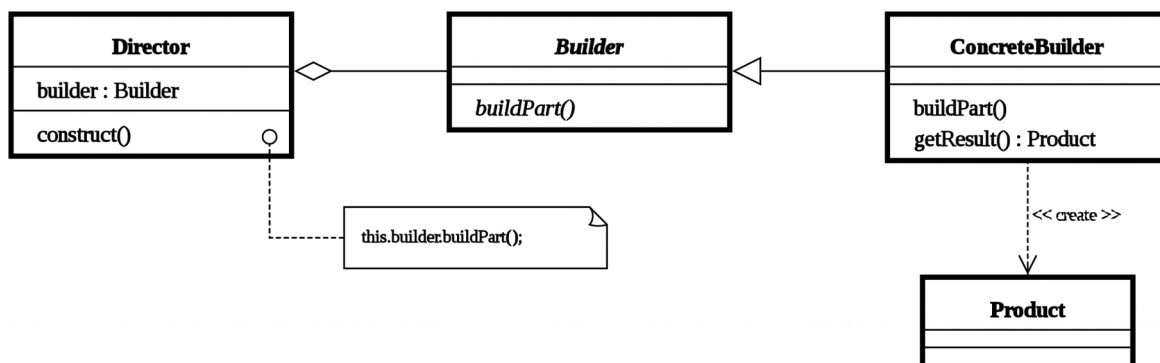 Director
builder : Builder
construct()
Builder
buildPart()
ConcreteBuilder
buildPart()
getResult() : Product
this.builder.buildPart();
<< create >>
Product